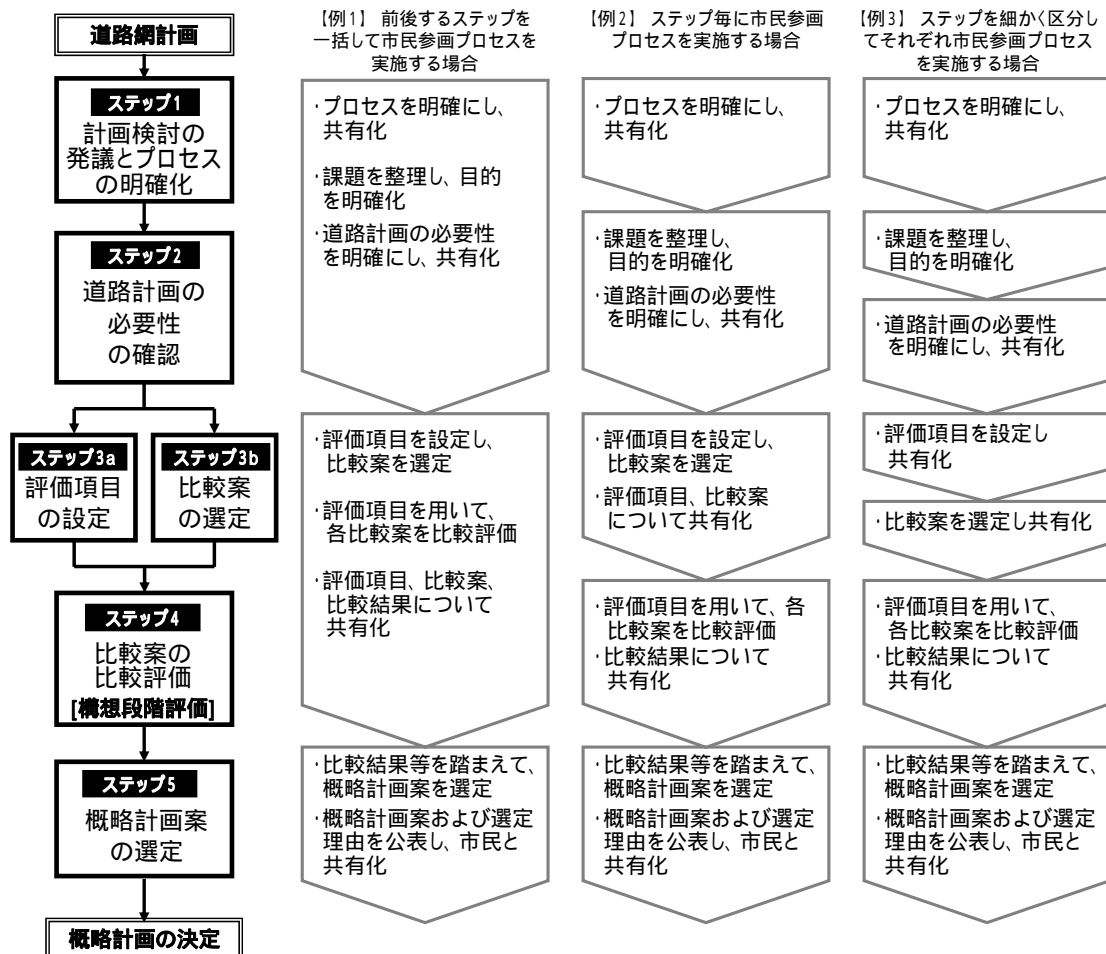 道路網計画
ステップ1
計画検討の
発議とプロセス
の明確化
ステップ2
道路計画の
必要性
の確認
ステップ3a
評価項目
の設定
ステップ3b
比較案
の選定
ステップ4
比較案の
比較評価
[構想段階評価]
ステップ5
概略計画案
の選定
概略計画の決定
【例1】 前後するステップを
一括して市民参画プロセスを
実施する場合
・プロセスを明確にし、
共有化
・課題を整理し、目的
を明確化
・道路計画の必要性
を明確にし、共有化
・評価項目を設定し、
比較案を選定
・評価項目を用いて、
各比較案を比較評価
・評価項目、比較案、
比較結果について
共有化
・比較結果等を踏まえて、
概略計画案を選定
・概略計画案および選定
理由を公表し、市民と
共有化
【例2】 ステップ毎に市民参画
プロセスを実施する場合
・プロセスを明確にし、
共有化
・課題を整理し、
目的を明確化
・道路計画の必要性
を明確にし、共有化
・評価項目を設定し、
比較案を選定
・評価項目、比較案
について共有化
・評価項目を用いて、各
比較案を比較評価
・比較結果について
共有化
・比較結果等を踏まえて、
概略計画案を選定
・概略計画案および選定
理由を公表し、市民と
共有化
【例3】 ステップを細かく区分し
てそれぞれ市民参画プロセス
を実施する場合
・プロセスを明確にし、
共有化
・課題を整理し、
目的を明確化
・道路計画の必要性
を明確にし、共有化
・評価項目を設定し
共有化
・比較案を選定し共有化
・評価項目を用いて、
各比較案を比較評価
・比較結果について
共有化
・比較結果等を踏まえて、
概略計画案を選定
・概略計画案および選定
理由を公表し、市民と
共有化